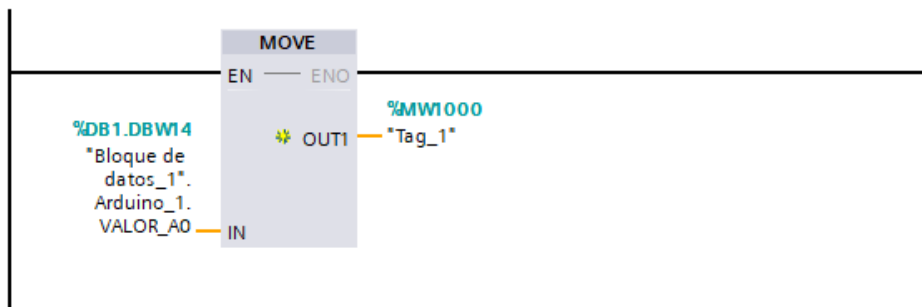 MOVE
EN ENO
%MW1000
%DB1.DBW14
OUT1
"Tag_1"
"Bloque de
datos_1".
Arduino_1.
VALOR_A0
IN